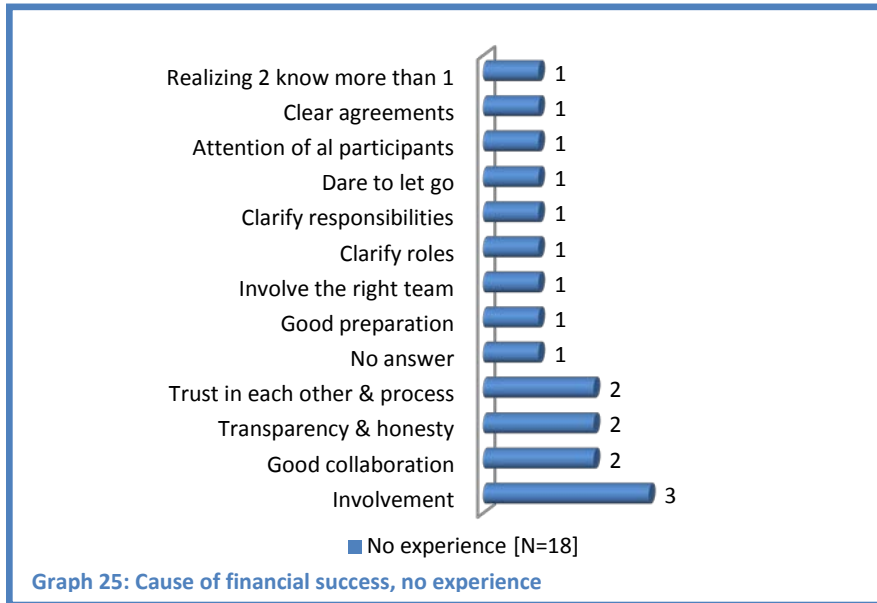 Realizing 2 know more than 1 1
Clear agreements 1
Attention of al participants 1
Dare to let go 1
Clarify responsibilities 1
Clarify roles 1
Involve the right team 1
Good preparation 1
No answer 1
Trust in each other & process 2
Transparency & honesty 2
Good collaboration 2
Involvement 3
No experience [N=18]
Graph 25: Cause of financial success, no experience